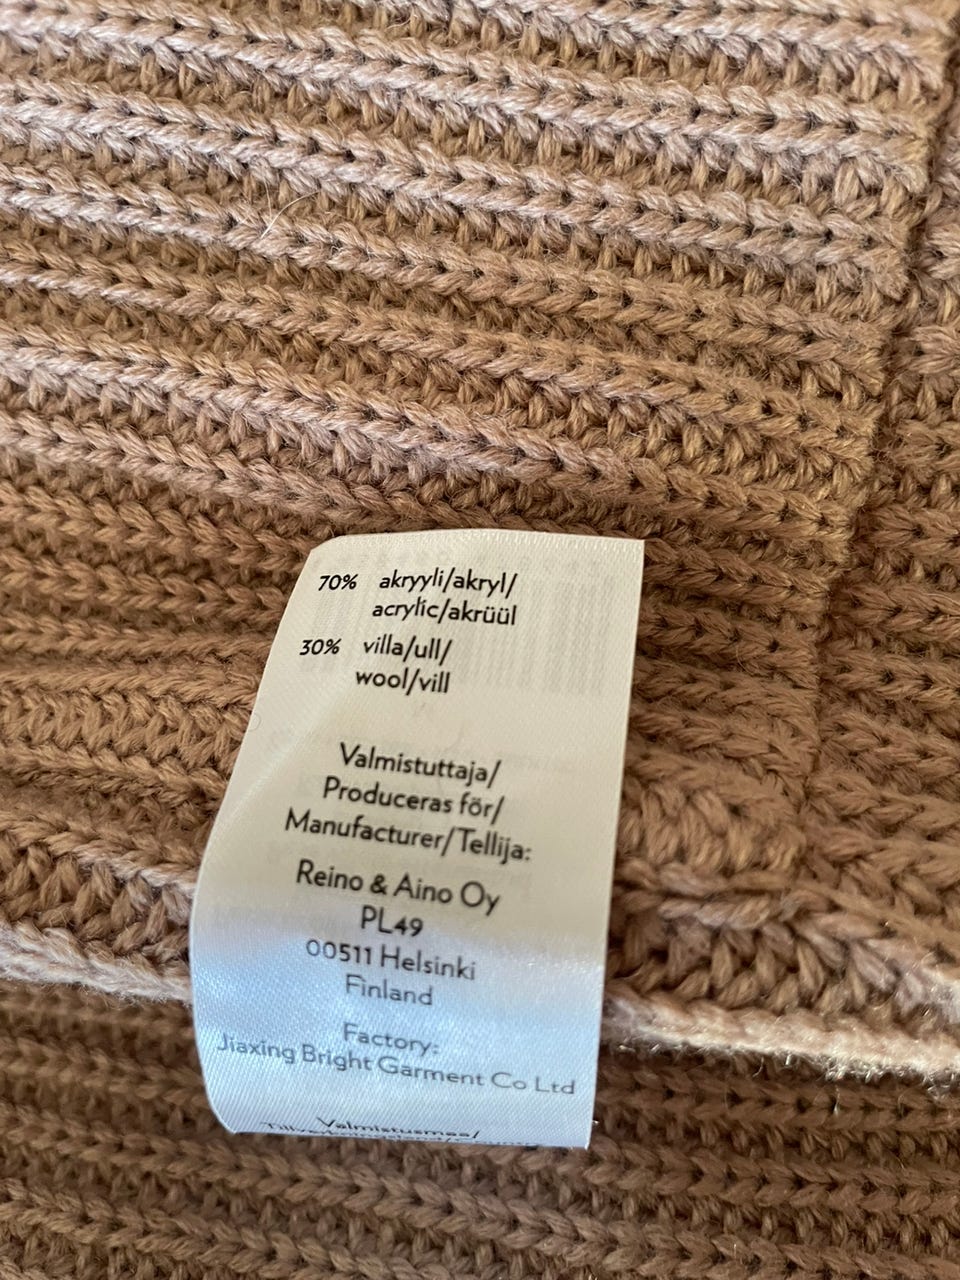 70% akryyli/akryl/
acrylic/akrüül
30% villa/ull/
wool/vill
Valmistuttaja/
Produceras för/
Manufacturer/Tellija:
Reino & Aino Oy
PL49
00511 Helsinki
Finland
Factory:
Jiaxing Bright Garment Co Ltd
Valmistusmaa/